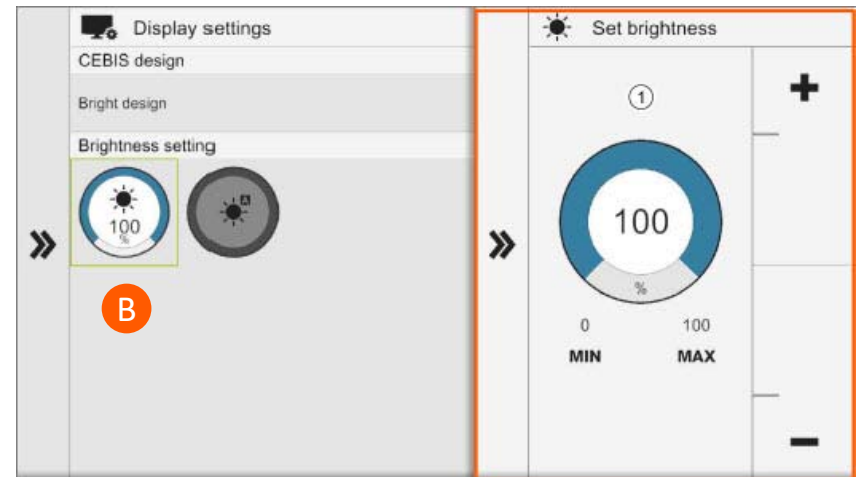 Display settings
CEBIS design
Bright design
Brightness setting
100
%
A
B
Set brightness
1
100
%
0 100
MIN MAX